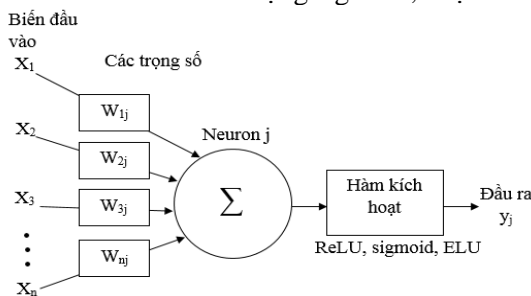 Biến đầu
vào
X1
Các trọng số
W1j
X2
Neuron j
W2j
X3
W3j
Σ
Hàm kích
hoạt
Đầu ra
yj
ReLU, sigmoid, ELU
Wnj
Xn